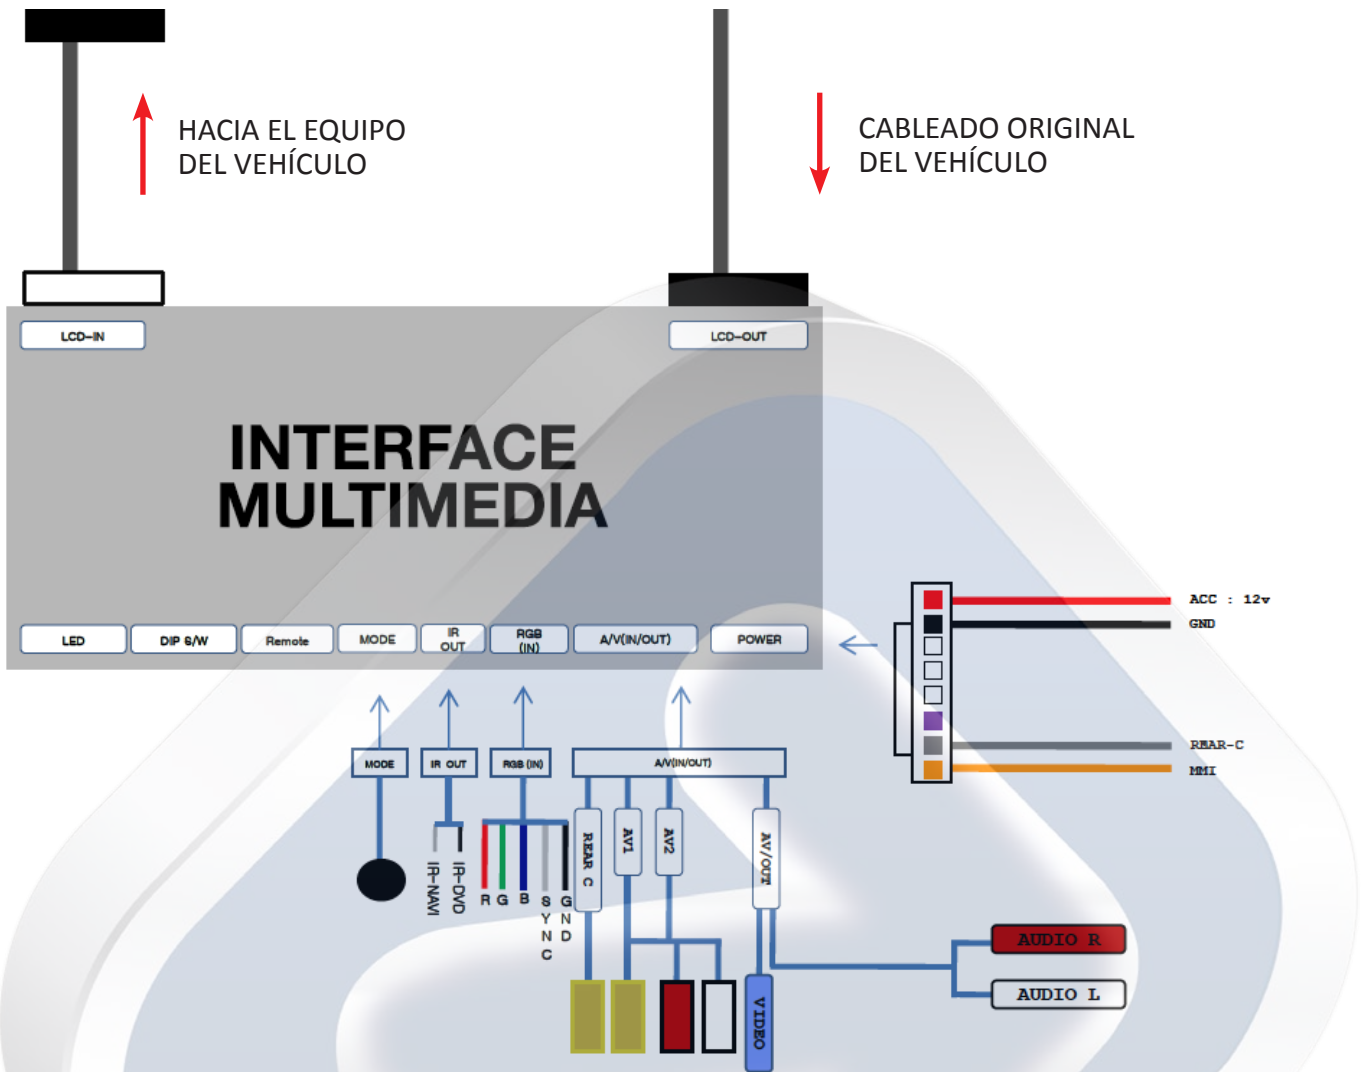 HACIA EL EQUIPO
DEL VEHÍCULO
CABLEADO ORIGINAL
DEL VEHÍCULO
LCD-IN
LCD-OUT
INTERFACE
MULTIMEDIA
LED
DIP S/W
Remote
MODE
IR
OUT
RGB
(IN)
A/V(IN/OUT)
POWER
ACC : 12v
GND
REAR-C
MMI
MODE
IR OUT
RGB (IN)
A/V(IN/OUT)
REAR C
AV1
AV2
AV/OUT
IR-NAVI
IR-DVD
R
G
B
SYNC
GND
AUDIO R
AUDIO L
VIDEO